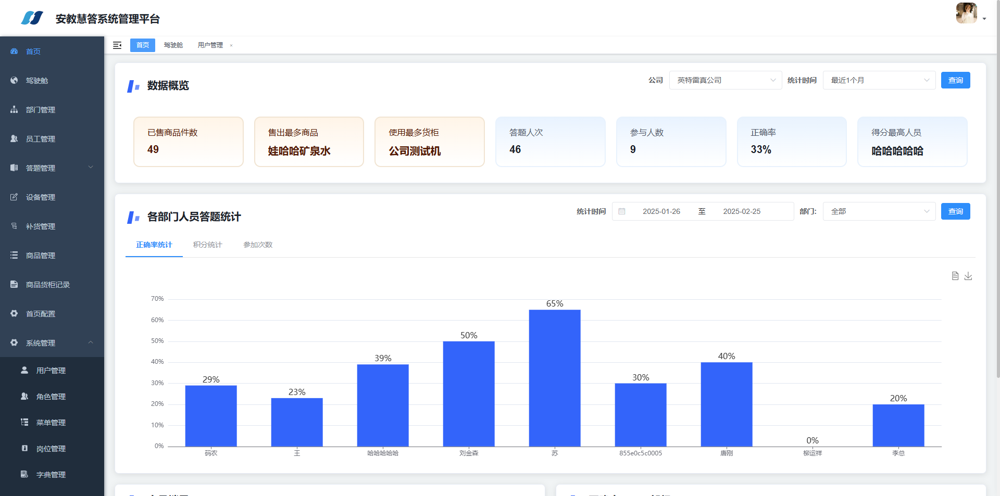 安教慧答系统管理平台
首页
驾驶舱
用户管理 ×
首页
驾驶舱
部门管理
员工管理
答题管理
设备管理
补货管理
商品管理
商品货柜记录
首页配置
系统管理
用户管理
角色管理
菜单管理
岗位管理
字典管理
数据概览
公司 英特雷真公司 统计时间 最近1个月 查询
已售商品件数
49
售出最多商品
娃哈哈矿泉水
使用最多货柜
公司测试机
答题人次
46
参与人数
9
正确率
33%
得分最高人员
哈哈哈哈哈
各部门人员答题统计
统计时间 2025-01-26 至 2025-02-25 部门: 全部 查询
正确率统计 积分统计 参加次数
70%
60%
50%
40%
30%
20%
10%
0%
29%
23%
39%
50%
65%
30%
40%
0%
20%
码农 王 哈哈哈哈哈 刘金森 苏 855e0c5c0005 唐刚 柳运祥 李总